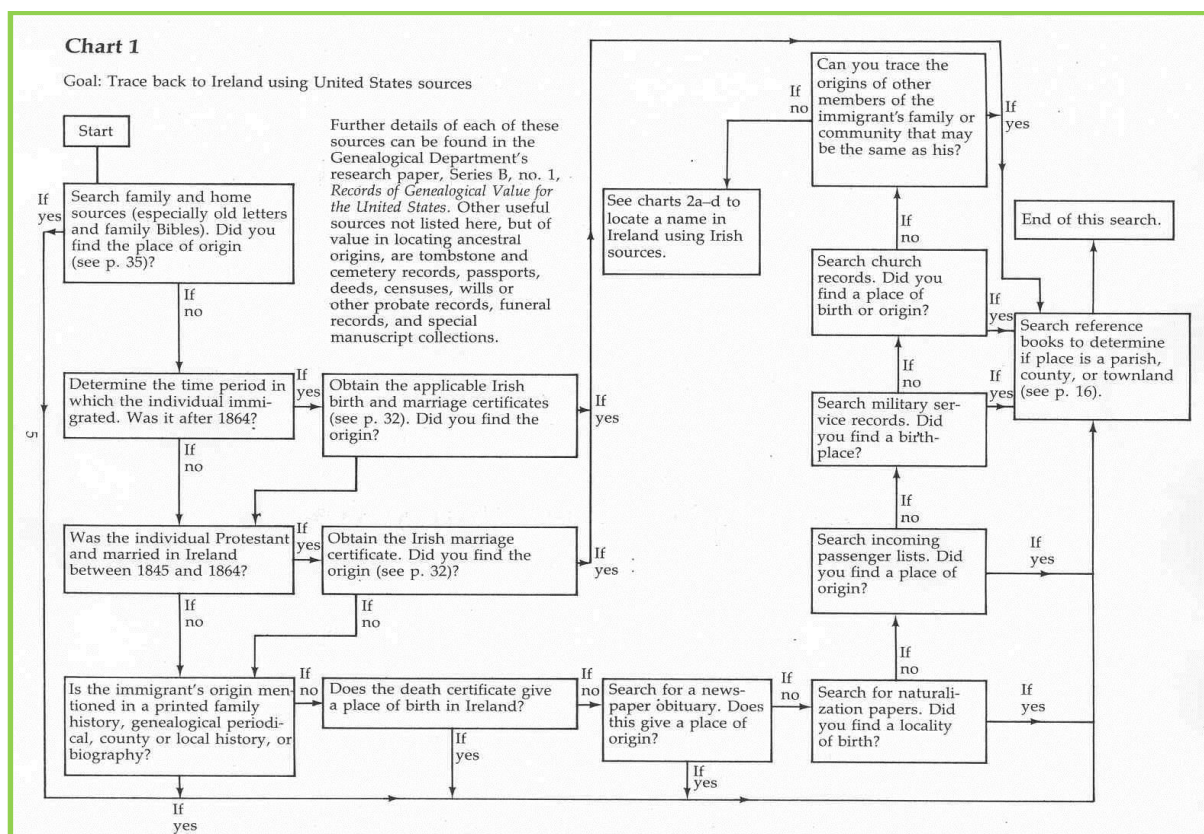 Chart 1
Goal: Trace back to Ireland using United States sources
Start
If
yes
Search family and home
sources (especially old letters
and family Bibles). Did you
find the place of origin
(see p. 35)?
If
no
Further details of each of these
sources can be found in the
Genealogical Department's
research paper, Series B, no. 1,
Records of Genealogical Value for
the United States. Other useful
sources not listed here, but of
value in locating ancestral
origins, are tombstone and
cemetery records, passports,
deeds, censuses, wills or
other probate records, funeral
records, and special
manuscript collections.
Determine the time period in
which the individual immi-
grated. Was it after 1864?
If
yes
Obtain the applicable Irish
birth and marriage certificates
(see p. 32). Did you find the
origin?
If
yes
If
no
If
no
5
Was the individual Protestant
and married in Ireland
between 1845 and 1864?
If
yes
Obtain the Irish marriage
certificate. Did you find the
origin (see p. 32)?
If
yes
If
no
If
no
Is the immigrant's origin men-
tioned in a printed family
history, genealogical periodi-
cal, county or local history, or
biography?
If
no
If
yes
Does the death certificate give
a place of birth in Ireland?
If
no
If
yes
Search for a news-
paper obituary. Does
this give a place of
origin?
If
no
If
yes
Search for naturali-
zation papers. Did
you find a locality
of birth?
If
yes
If
no
Search incoming
passenger lists. Did
you find a place of
origin?
If
yes
If
no
Search military ser-
vice records. Did
you find a birth-
place?
If
yes
If
no
Search church
records. Did you
find a place of
birth or origin?
If
yes
If
no
Can you trace the
origins of other
members of the
immigrant's family or
community that may
be the same as his?
If
no
If
yes
See charts 2a–d to
locate a name in
Ireland using Irish
sources.
Search reference
books to determine
if place is a parish,
county, or townland
(see p. 16).
End of this search.